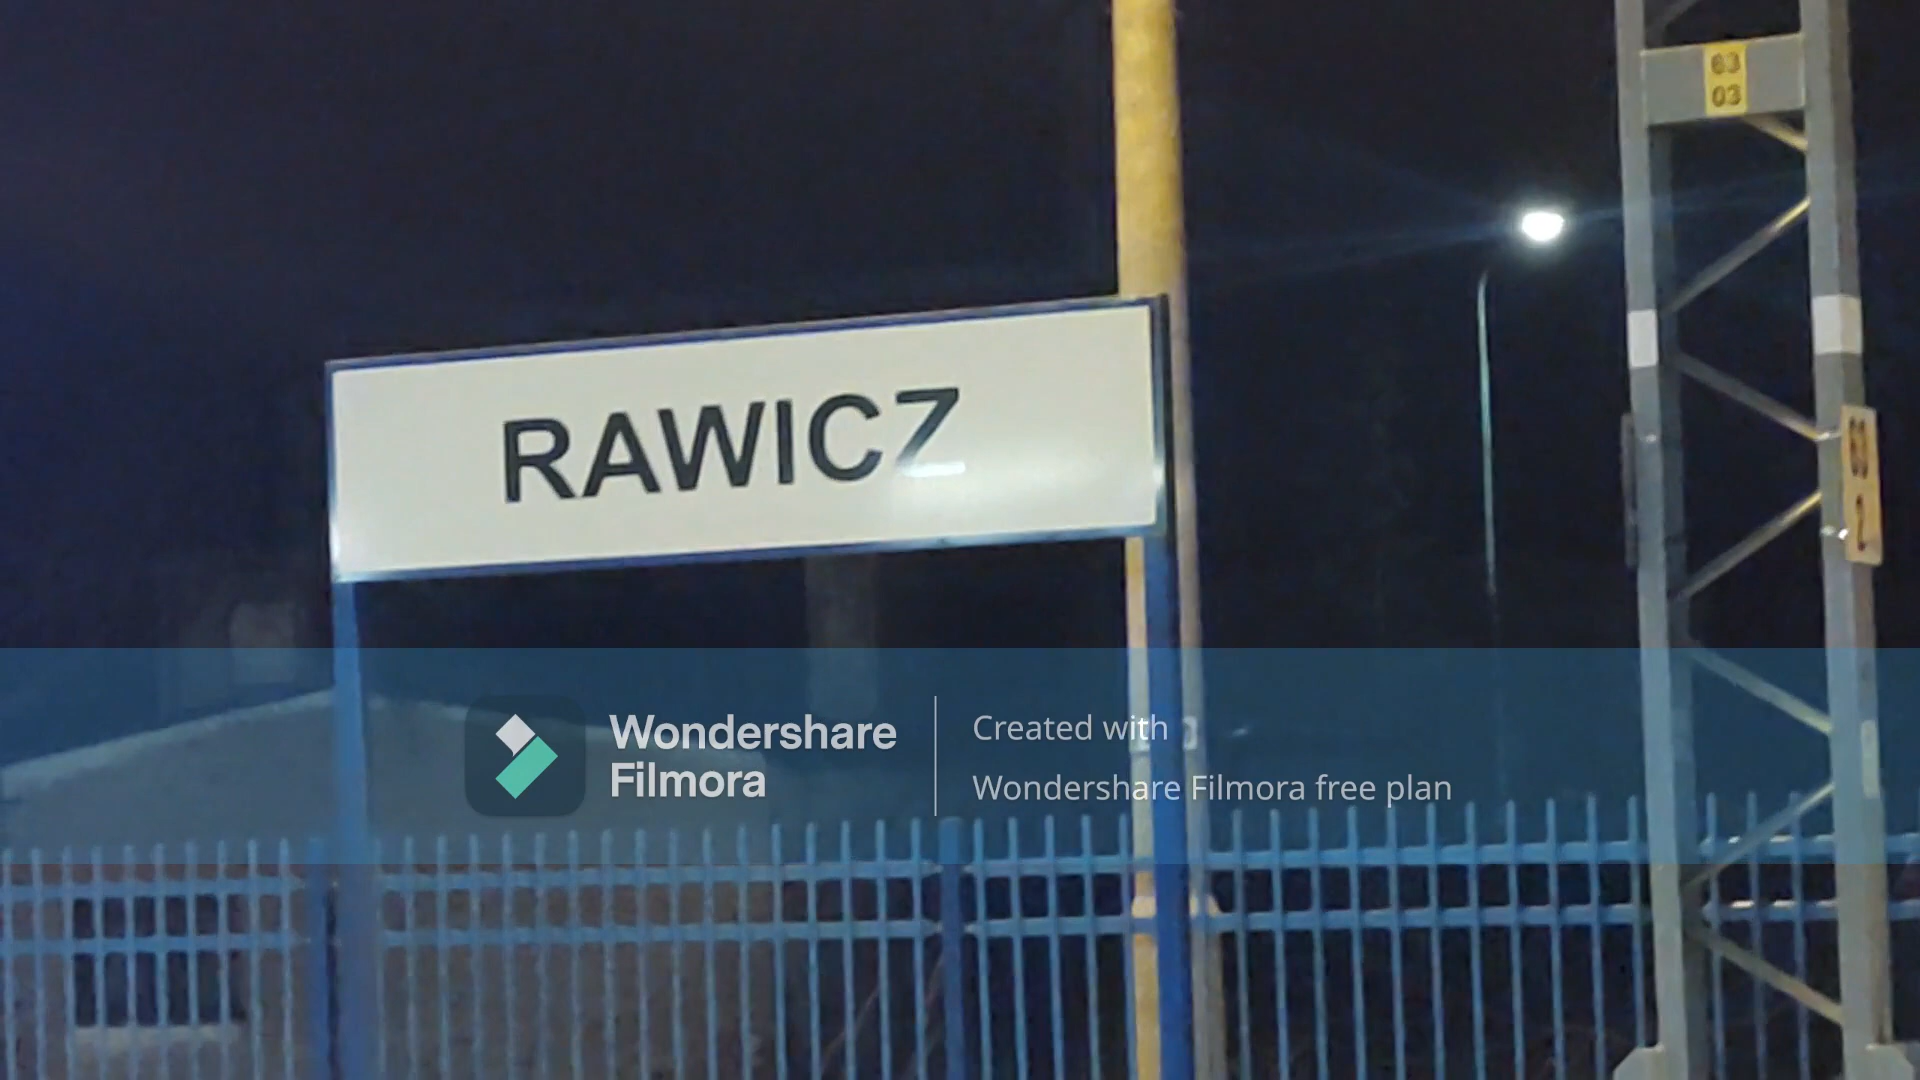 63
03
RAWICZ
63
2
Wondershare
Filmora
Created with
Wondershare Filmora free plan